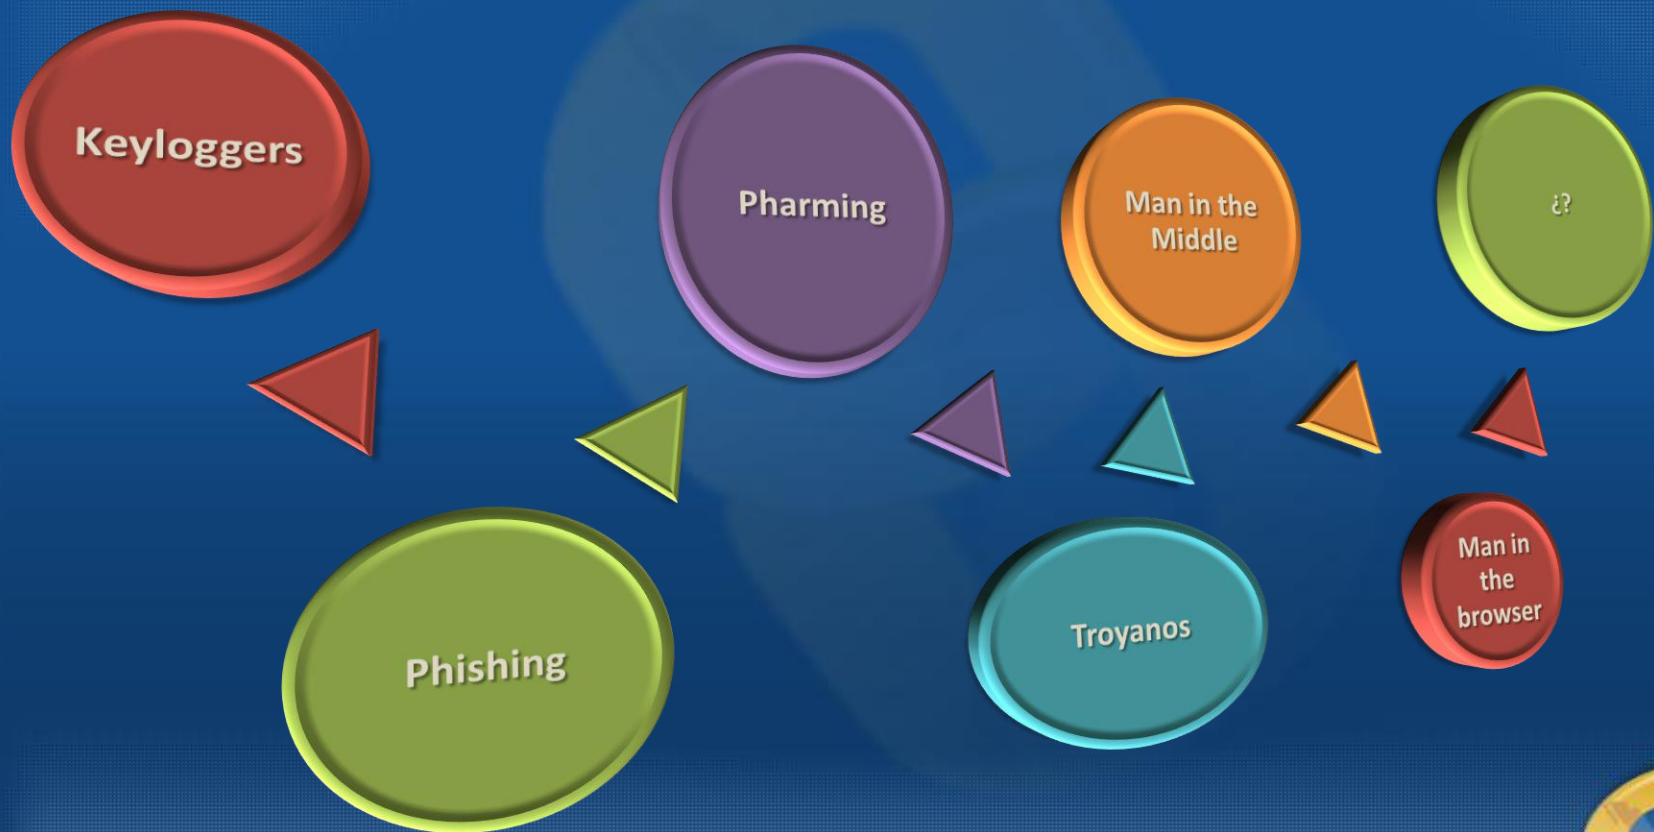 Keyloggers
Pharming
Man in the
Middle
¿?
Phishing
Troyanos
Man in
the
browser